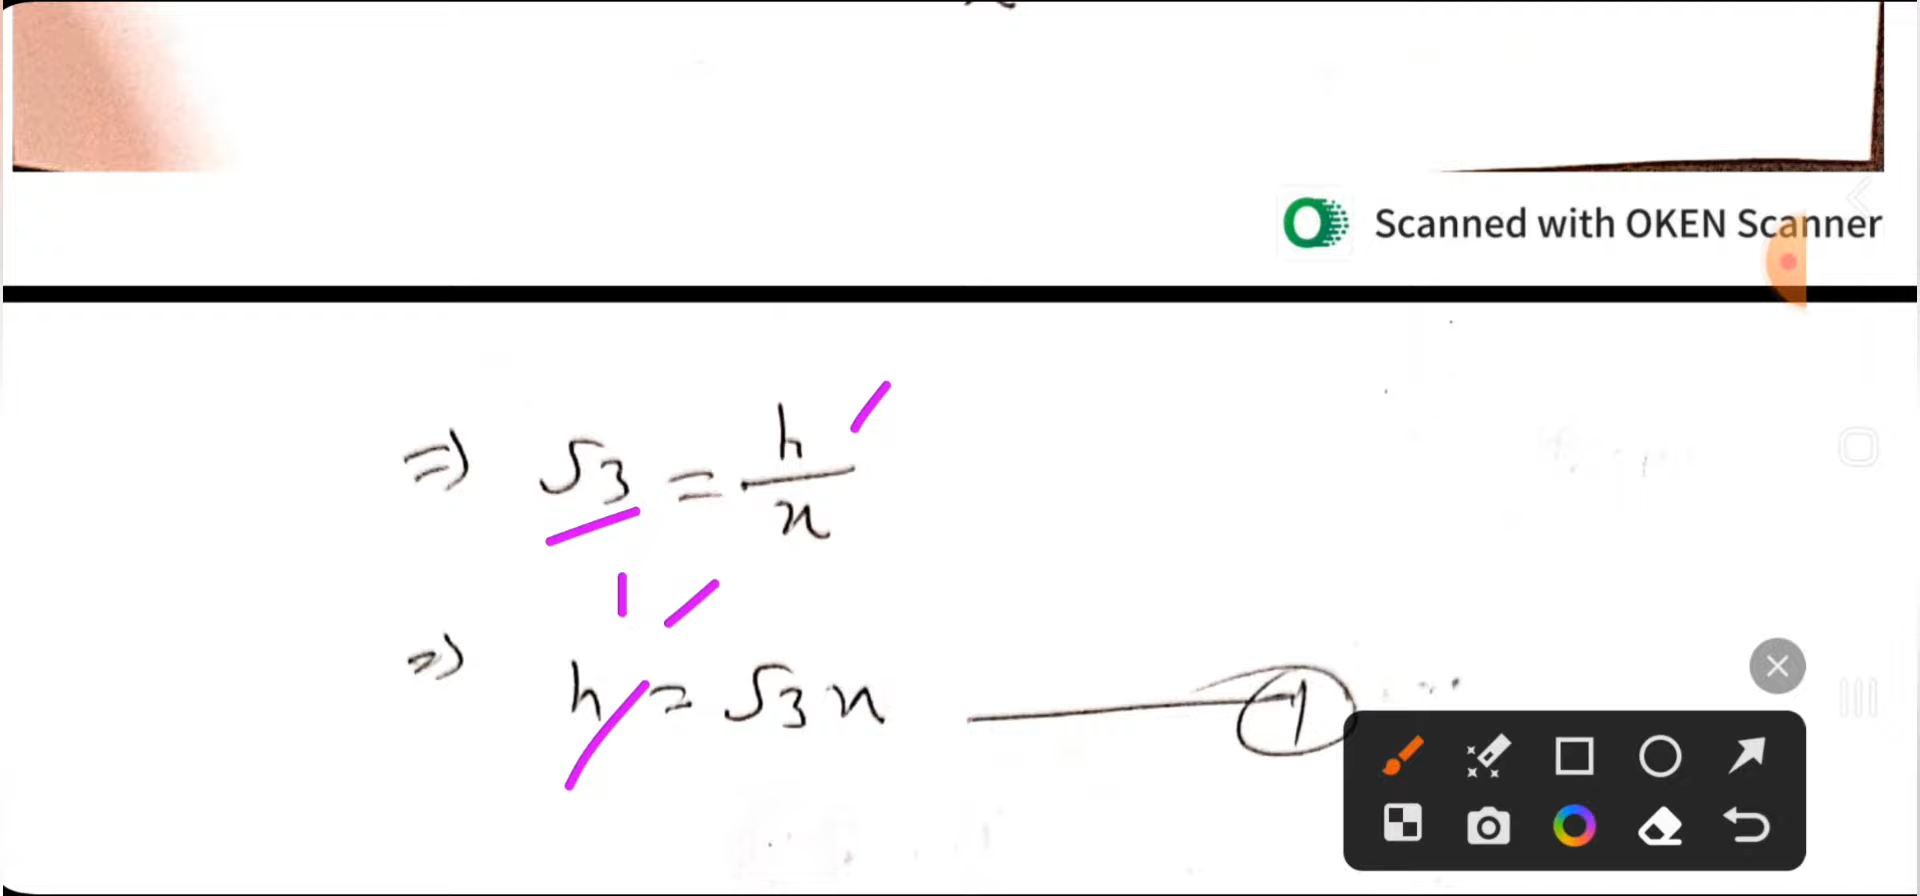 Scanned with OKEN Scanner
⇒ √3 = h/x
⇒ h = √3x ——— ①